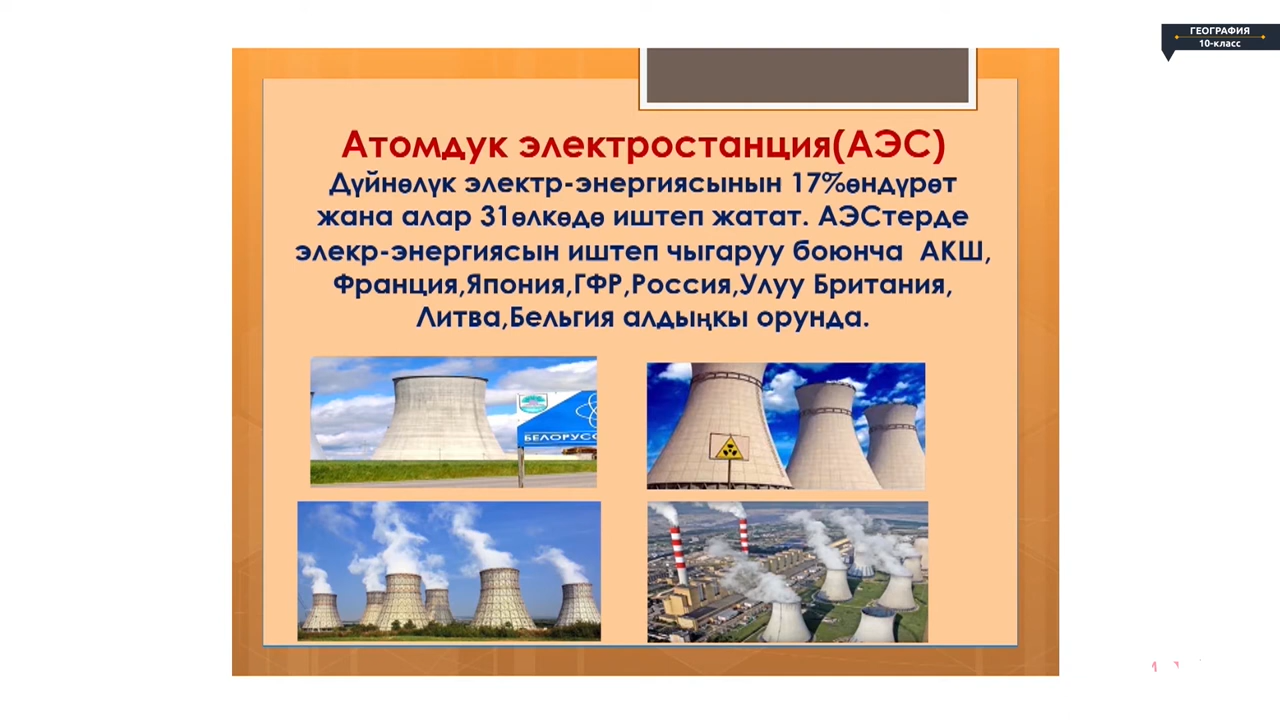 ГЕОГРАФИЯ
10-класс
Атомдук электростанция(АЭС)
Дүйнөлүк электр-энергиясынын 17%өндүрөт
жана алар 31өлкөдө иштеп жатат. АЭСтерде
элекр-энергиясын иштеп чыгаруу боюнча АКШ,
Франция,Япония,ГФР,Россия,Улуу Британия,
Литва,Бельгия алдыңкы орунда.